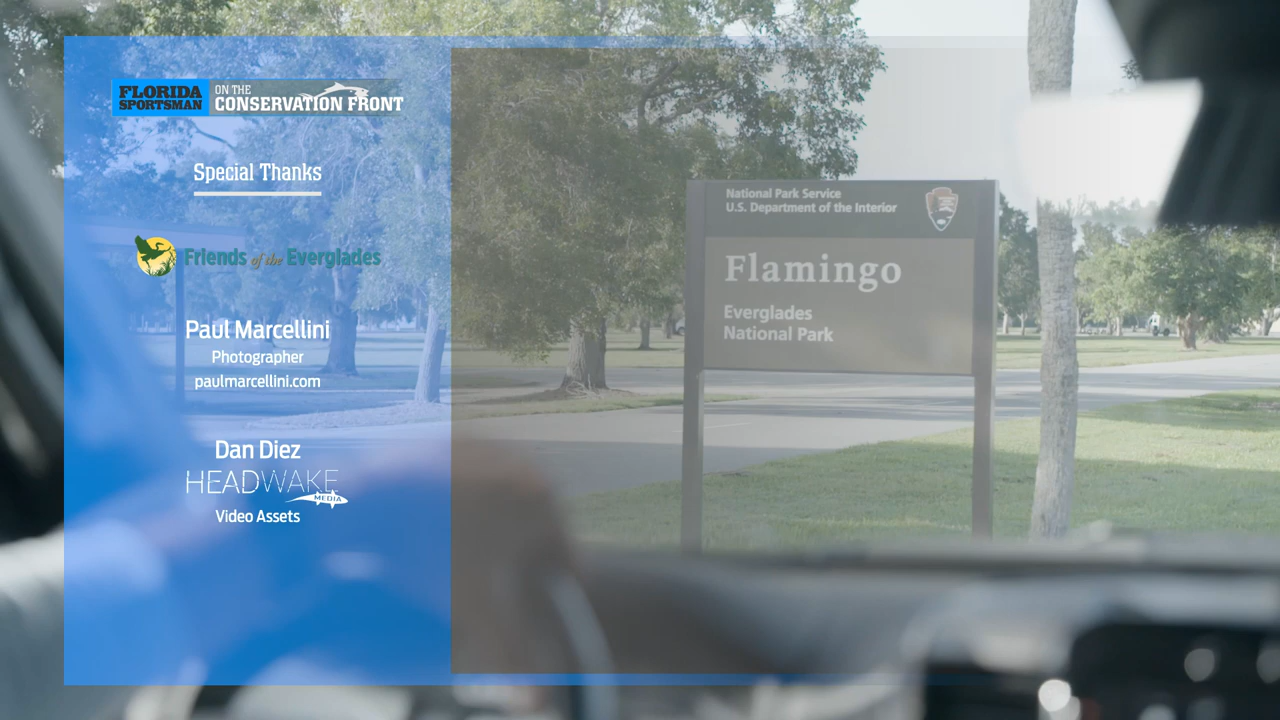 FLORIDA SPORTSMAN
ON THE CONSERVATION FRONT
Special Thanks
Friends of the Everglades
Paul Marcellini
Photographer
paulmarcellini.com
Dan Diez
HEADWAKE
MEDIA
Video Assets
National Park Service
U.S. Department of the Interior
Flamingo
Everglades
National Park